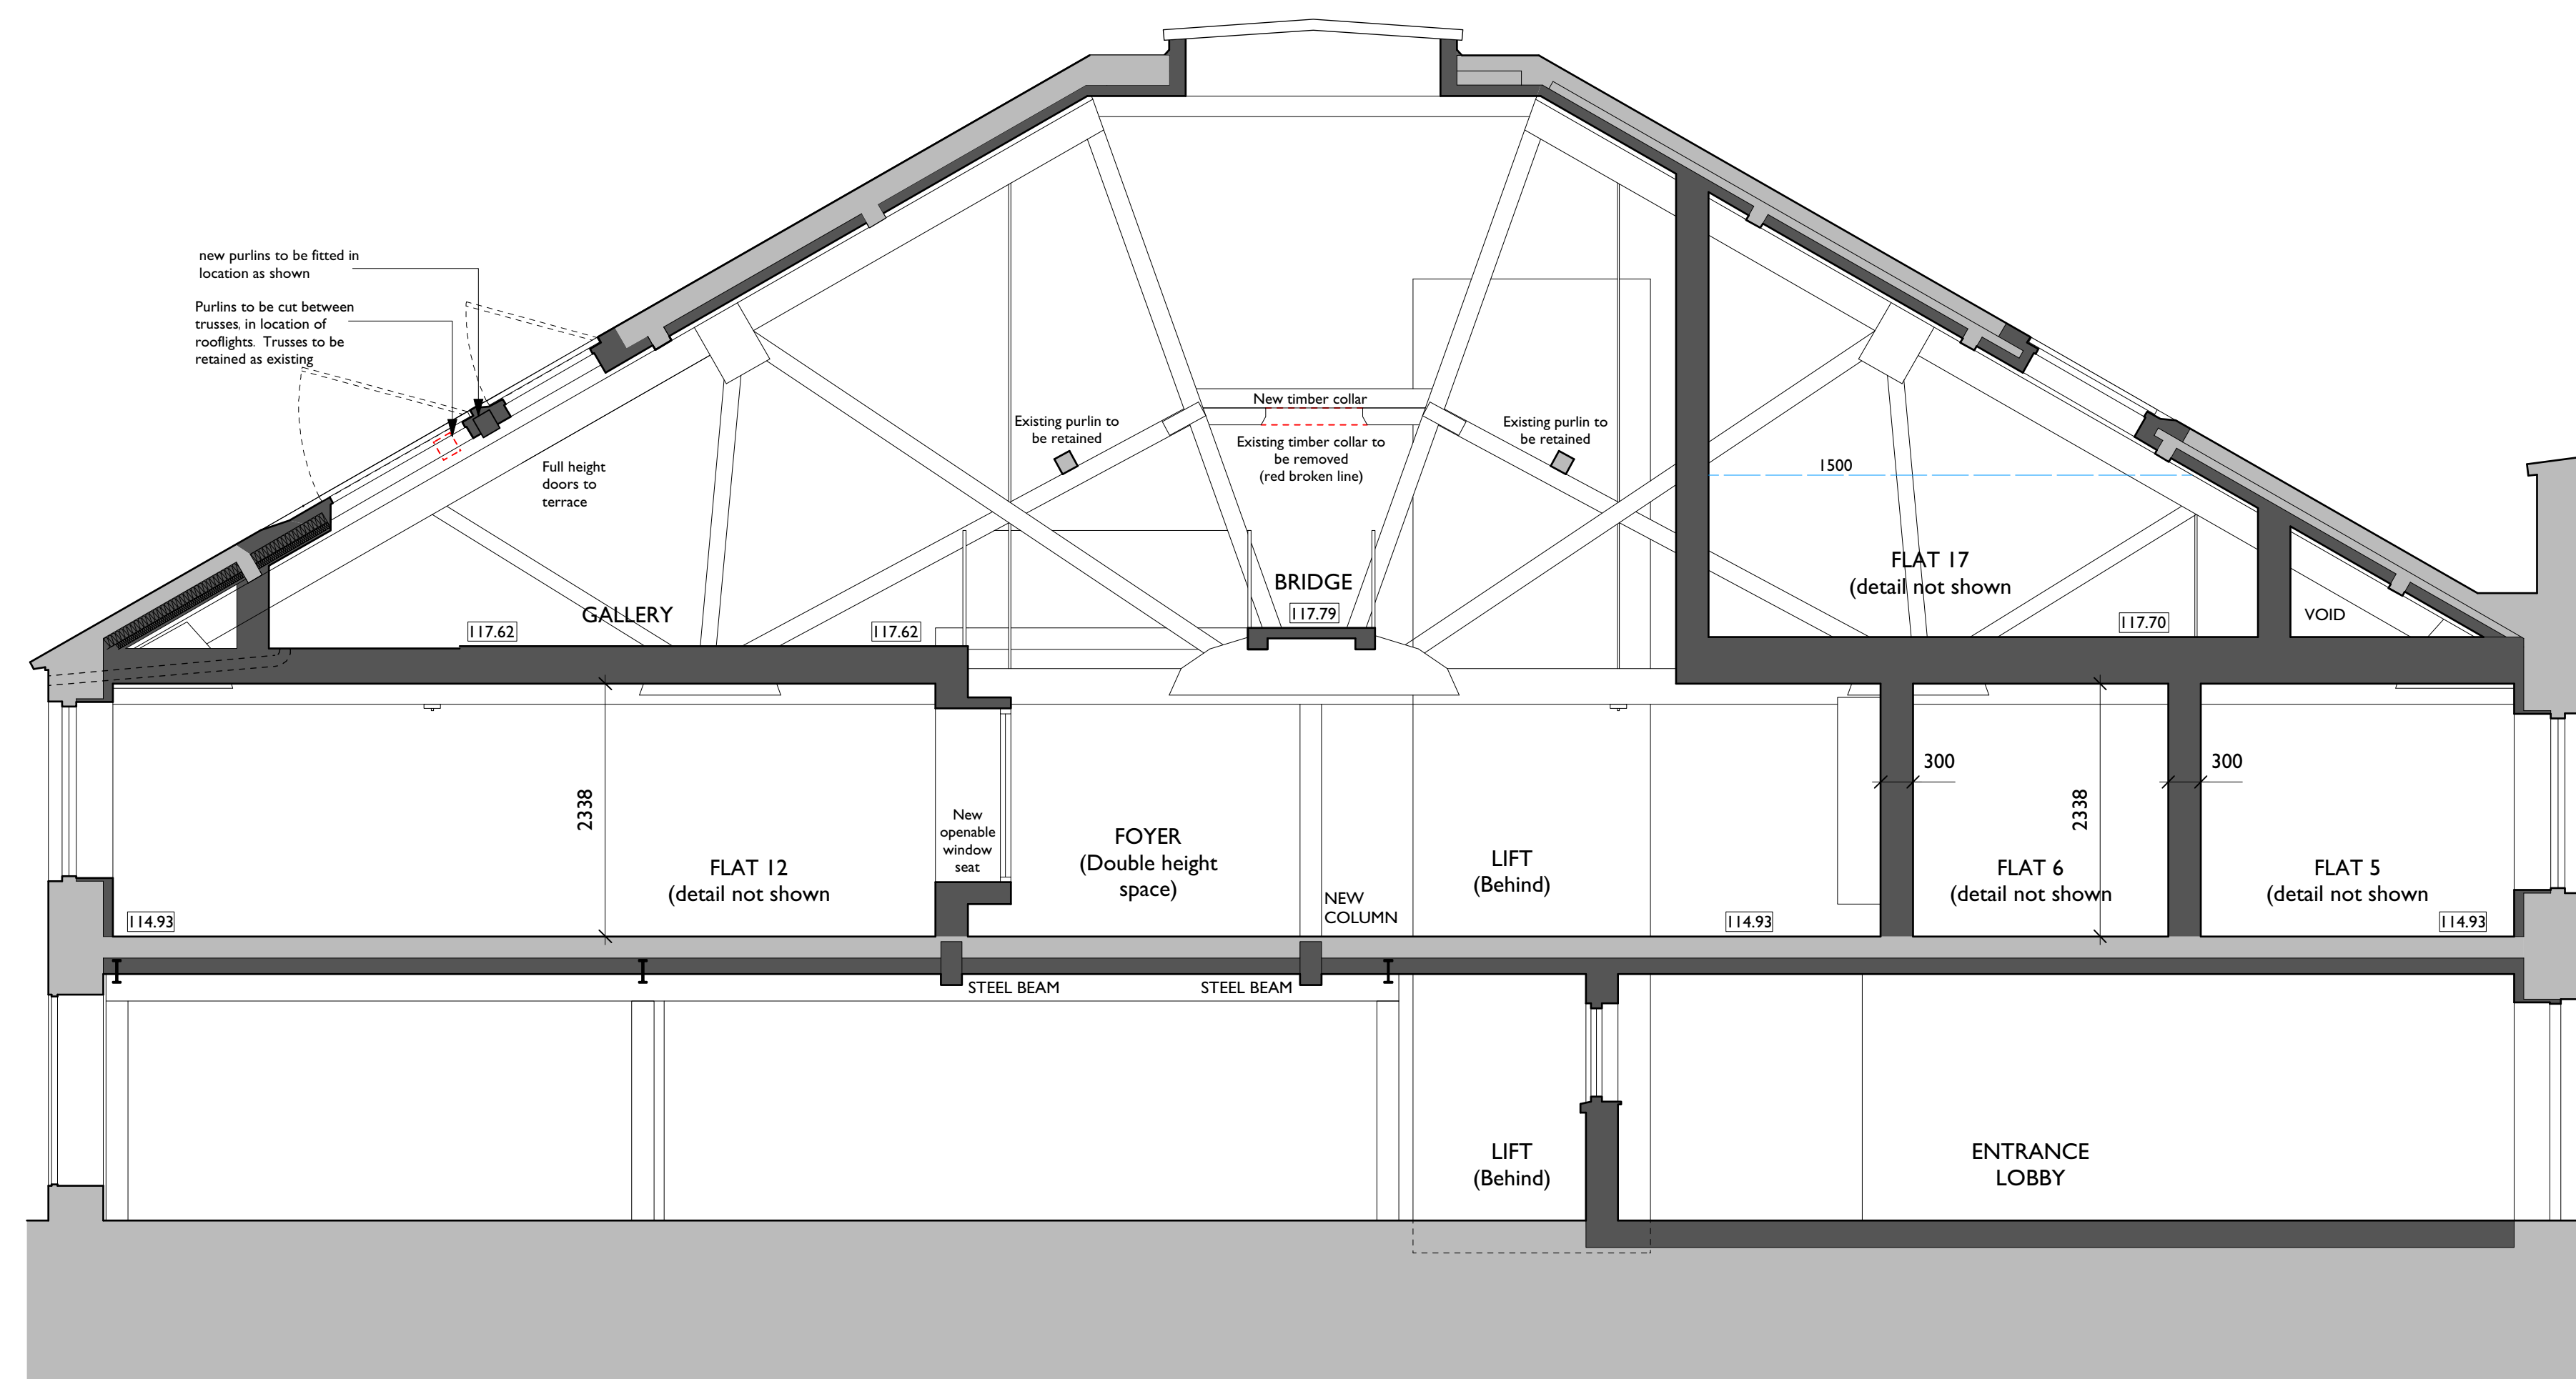 new purlins to be fitted in
location as shown
Purlins to be cut between
trusses, in location of
rooflights. Trusses to be
retained as existing
Full height
doors to
terrace
Existing purlin to
be retained
New timber collar
Existing timber collar to
be removed
(red broken line)
Existing purlin to
be retained
1500
GALLERY
117.62
117.62
BRIDGE
117.79
FLAT 17
(detail not shown
117.70
VOID
2338
FLAT 12
(detail not shown
114.93
New
openable
window
seat
FOYER
(Double height
space)
NEW
COLUMN
LIFT
(Behind)
114.93
300
2338
FLAT 6
(detail not shown
300
FLAT 5
(detail not shown
114.93
STEEL BEAM
STEEL BEAM
LIFT
(Behind)
ENTRANCE
LOBBY